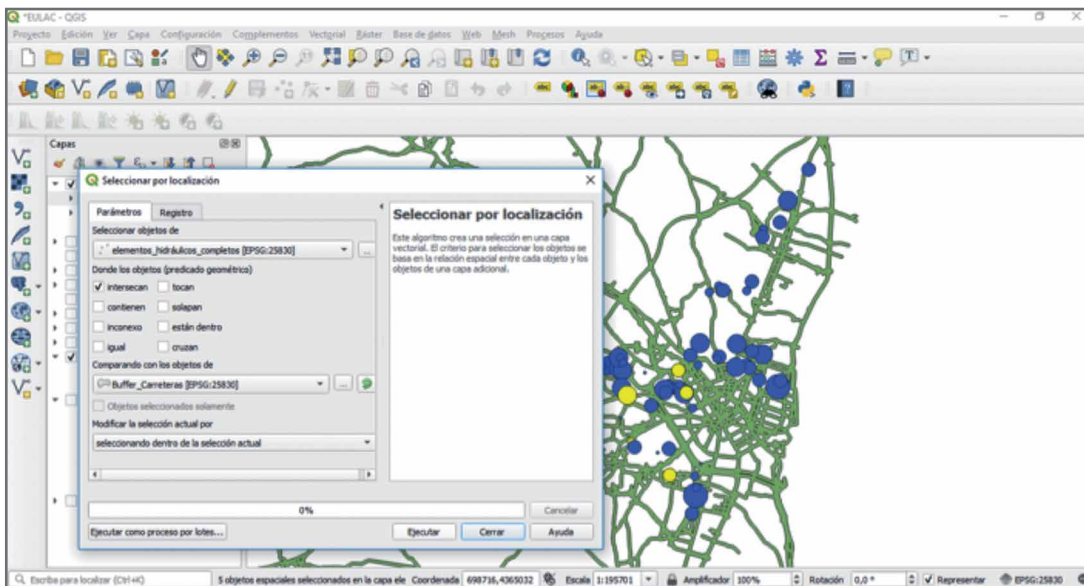 *EULAC - QGIS
Proyecto Edición Ver Capa Configuración Complementos Vectorial Ráster Base de datos Web Mesh Procesos Ayuda
Capas
Seleccionar por localización
Parámetros Registro
Seleccionar objetos de
elementos_hidráulicos_completos [EPSG:25830]
Donde los objetos (predicado geométrico)
intersecan tocan
contienen solapan
inconexo están dentro
igual cruzan
Comparando con los objetos de
Buffer_Carreteras [EPSG:25830]
Objetos seleccionados solamente
Modificar la selección actual por
seleccionando dentro de la selección actual
Seleccionar por localización
Este algoritmo crea una selección en una capa
vectorial. El criterio para seleccionar los objetos se
basa en la relación espacial entre cada objeto y los
objetos de una capa adicional.
0% Cancelar
Ejecutar como proceso por lotes... Ejecutar Cerrar Ayuda
Escriba para localizar (Ctrl+K) 5 objetos espaciales seleccionados en la capa ele Coordenada 698716,4365032 Escala 1:195701 Amplificador 100% Rotación 0,0 ° Representar EPSG:25830